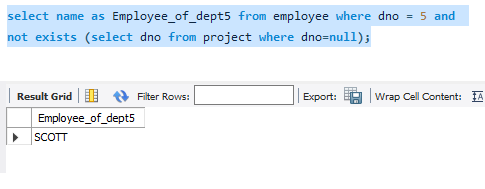 select name as Employee_of_dept5 from employee where dno = 5 and
not exists (select dno from project where dno=null);
Result Grid Filter Rows: Export: Wrap Cell Content: IA
Employee_of_dept5
SCOTT